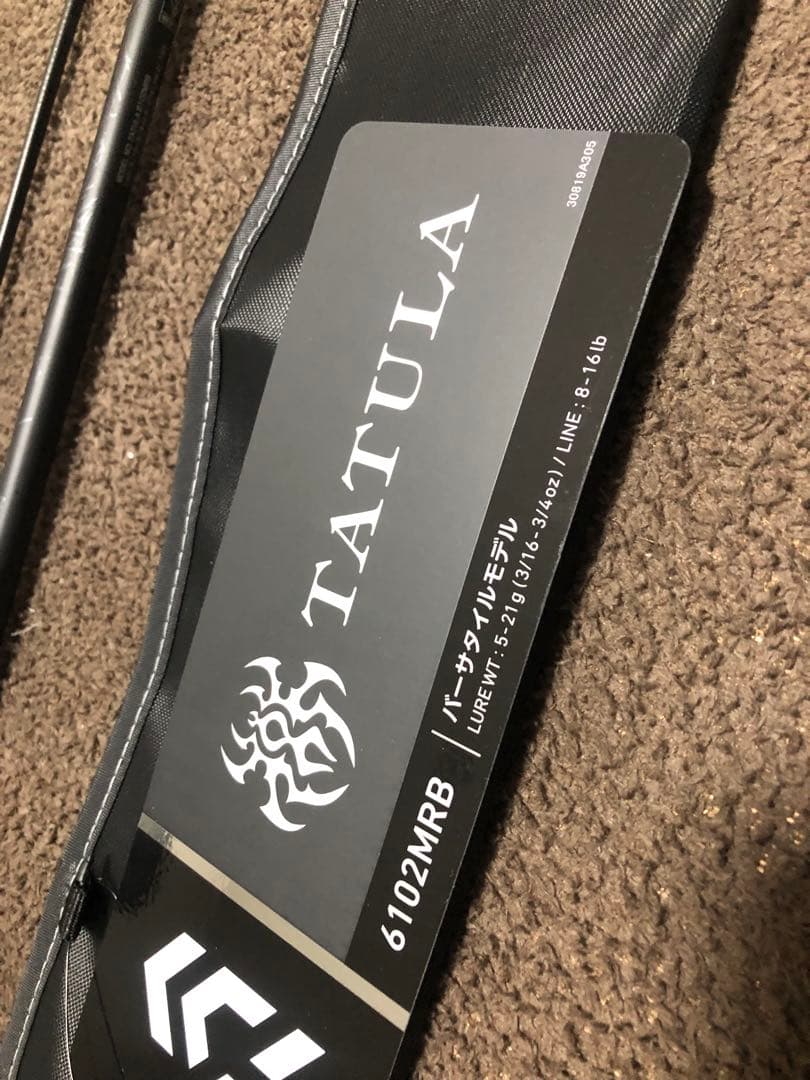 30819A305
TATULA
6102MRB
バーサタイルモデル
LURE WT : 5-21g (3/16-3/4oz) / LINE : 8-16lb